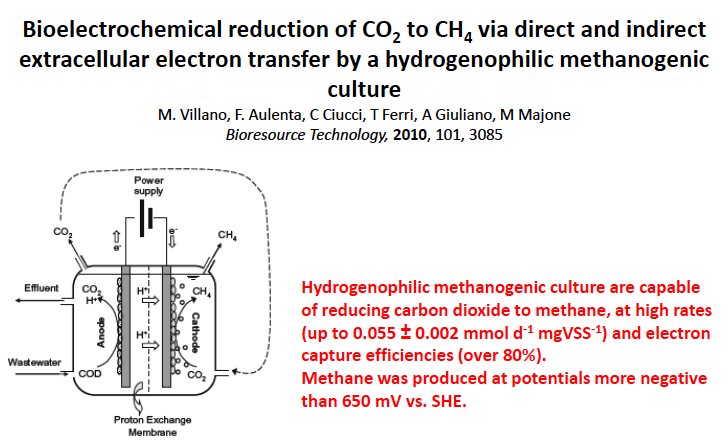 Bioelectrochemical reduction of CO₂ to CH₄ via direct and indirect
extracellular electron transfer by a hydrogenophilic methanogenic
culture
M. Villano, F. Aulenta, C Ciucci, T Ferri, A Giuliano, M Majone
Bioresource Technology, 2010, 101, 3085
Power
supply
CO₂
e⁻
e⁻
CH₄
Effluent
CO₂
H⁺
H⁺
CH₄
Anode
Cathode
H⁺
Wastewater
COD
CO₂
Proton Exchange
Membrane
Hydrogenophilic methanogenic culture are capable
of reducing carbon dioxide to methane, at high rates
(up to 0.055 ± 0.002 mmol d⁻¹ mgVSS⁻¹) and electron
capture efficiencies (over 80%).
Methane was produced at potentials more negative
than 650 mV vs. SHE.